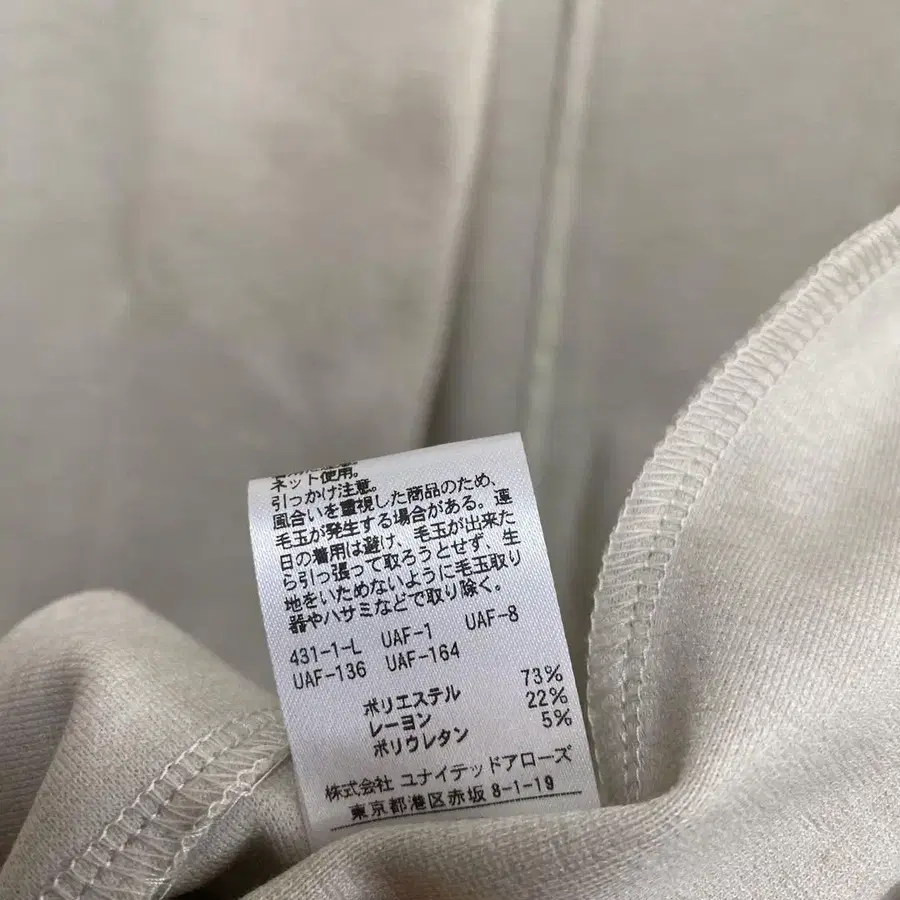 ネット使用。
引っかけ注意。
風合いを重視した商品のため、
毛玉が発生する場合がある。連
日の着用は避け、毛玉が出来た
ら引っ張って取ろうとせず、生
地をいためないように毛玉取り
器やハサミなどで取り除く。
431-1-L UAF-1 UAF-8
UAF-136 UAF-164
ポリエステル 73%
レーヨン 22%
ポリウレタン 5%
株式会社 ユナイテッドアローズ
東京都港区赤坂8-1-19